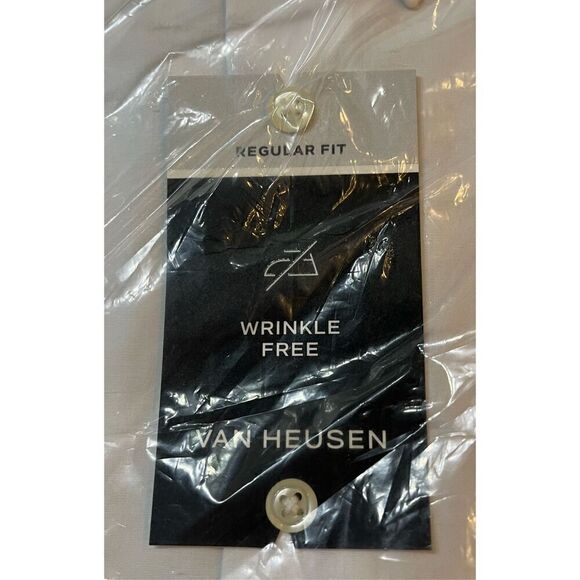 REGULAR FIT
WRINKLE
FREE
VAN HEUSEN